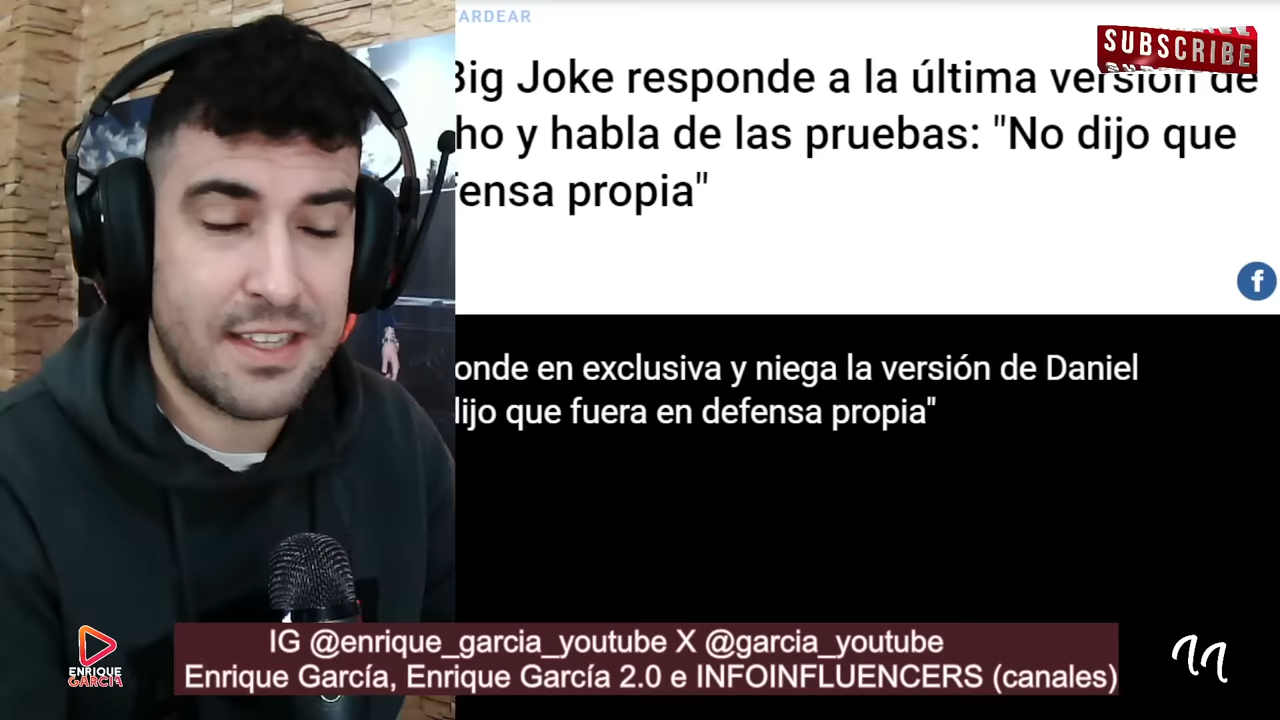 TARDEAR
SUBSCRIBE
Big Joke responde a la última versión de
ho y habla de las pruebas: "No dijo que
ensa propia"
f
onde en exclusiva y niega la versión de Daniel
dijo que fuera en defensa propia"
IG @enrique_garcia_youtube X @garcia_youtube
Enrique García, Enrique García 2.0 e INFOINFLUENCERS (canales)
ENRIQUE
GARCÍA